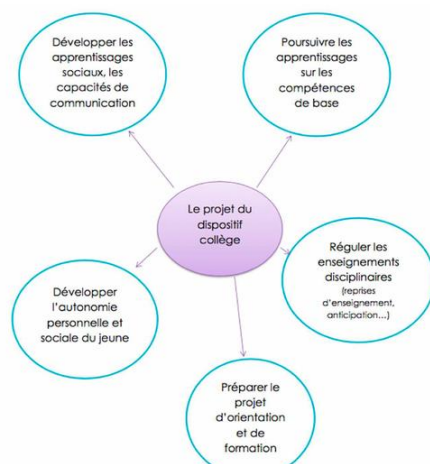 Développer les
apprentissages
sociaux, les
capacités de
communication
Poursuivre les
apprentissages
sur les
compétences
de base
Le projet du
dispositif
collège
Réguler les
enseignements
disciplinaires
(reprises
d'enseignement,
anticipation...)
Développer
l'autonomie
personnelle et
sociale du jeune
Préparer le
projet
d'orientation
et de
formation